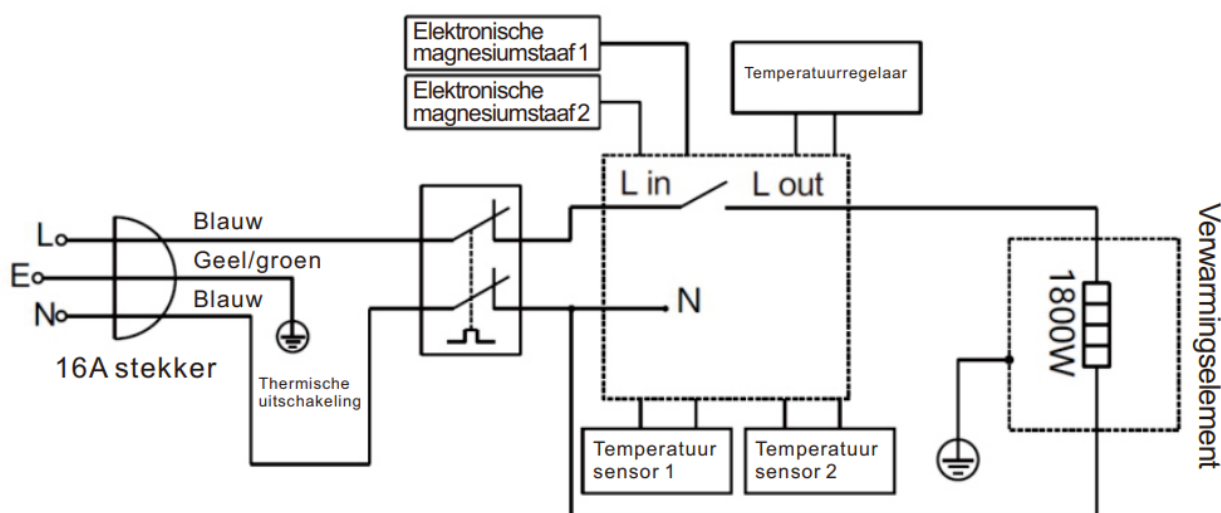 Elektronische
magnesiumstaaf 1
Elektronische
magnesiumstaaf 2
Temperatuurregelaar
L in
L out
L
Blauw
E
Geel/groen
N
Blauw
N
16A stekker
Thermische
uitschakeling
1800W
Verwarmingselement
Temperatuur
sensor 1
Temperatuur
sensor 2